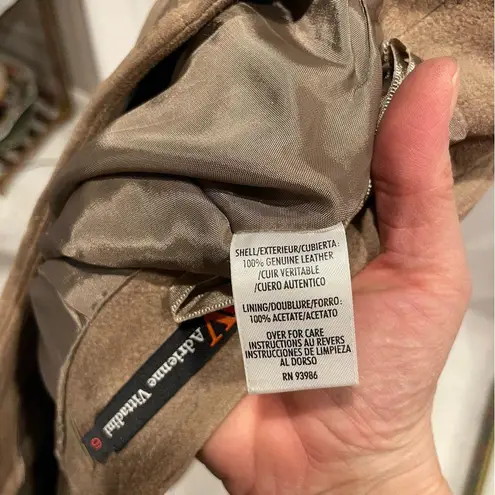 SHELL/EXTERIEUR/CUBIERTA:
100% GENUINE LEATHER
/CUIR VERITABLE
/CUERO AUTENTICO
LINING/DOUBLURE/FORRO:
100% ACETATE/ACETATO
OVER FOR CARE
INSTRUCTIONS AU REVERS
INSTRUCCIONES DE LIMPIEZA
AL DORSO
RN 93986
Adrienne Vittadini
6